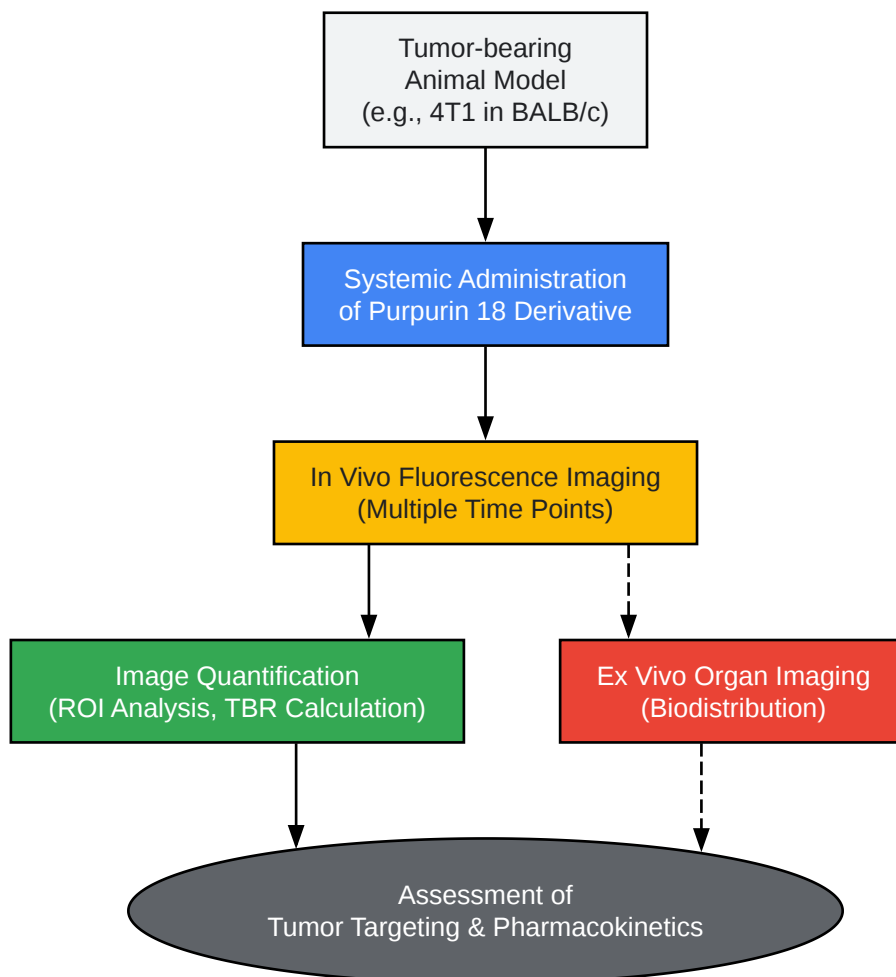 Tumor-bearing
Animal Model
(e.g., 4T1 in BALB/c)
Systemic Administration
of Purpurin 18 Derivative
In Vivo Fluorescence Imaging
(Multiple Time Points)
Image Quantification
(ROI Analysis, TBR Calculation)
Ex Vivo Organ Imaging
(Biodistribution)
Assessment of
Tumor Targeting & Pharmacokinetics